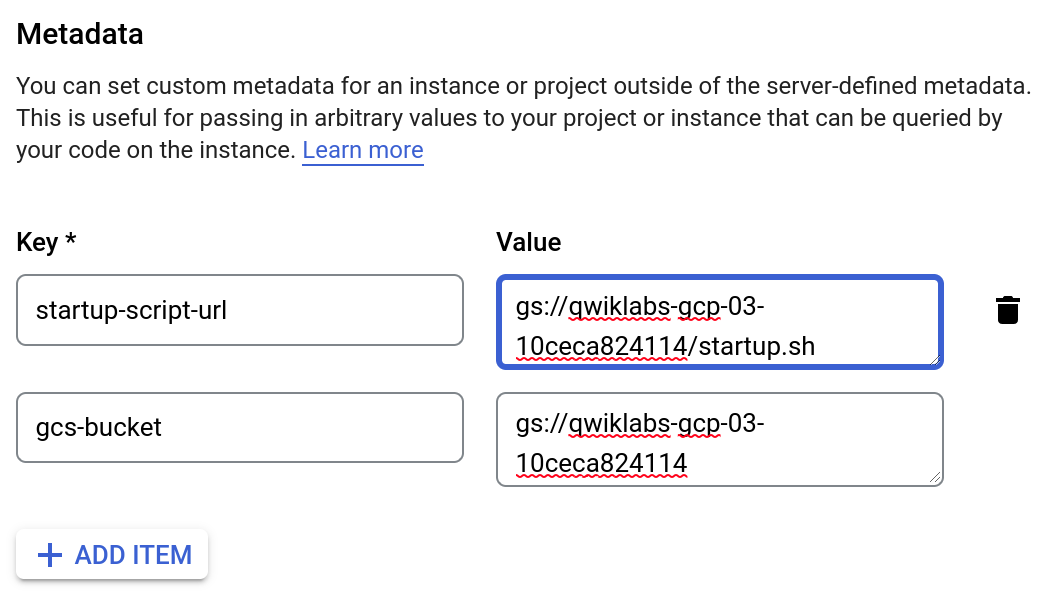 Metadata
You can set custom metadata for an instance or project outside of the server-defined metadata.
This is useful for passing in arbitrary values to your project or instance that can be queried by
your code on the instance. Learn more
Key * Value
startup-script-url
gs://qwiklabs-gcp-03-
10ceca824114/startup.sh
gcs-bucket
gs://qwiklabs-gcp-03-
10ceca824114
+ ADD ITEM